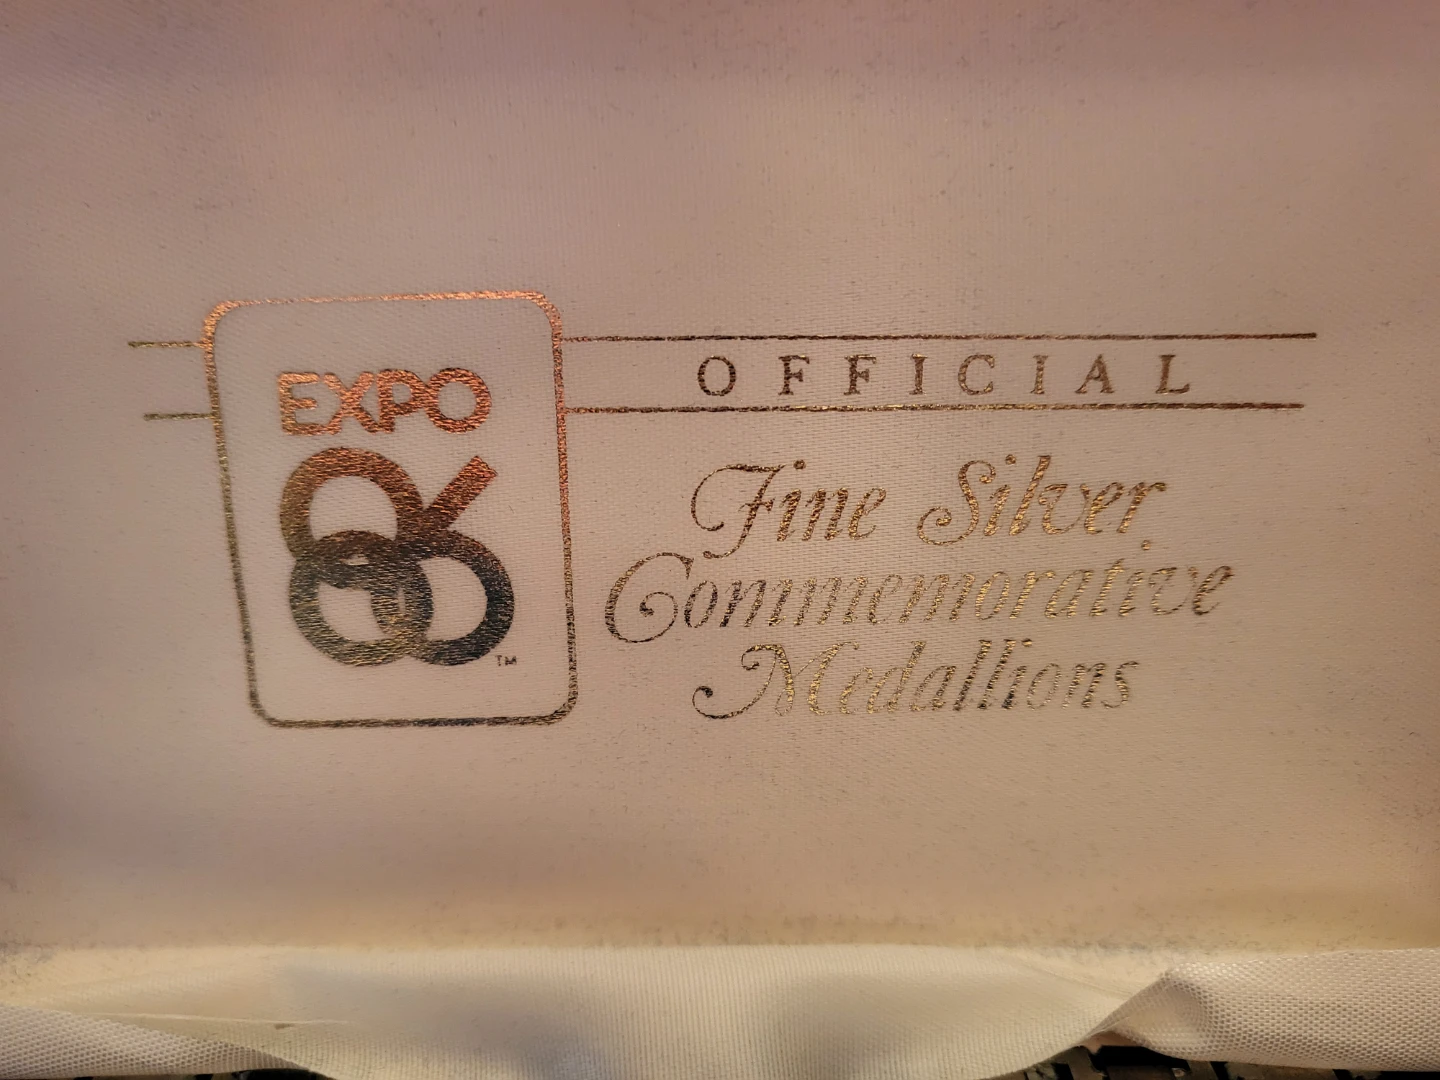 EXPO
86
TM
OFFICIAL
Fine Silver
Commemorative
Medallions